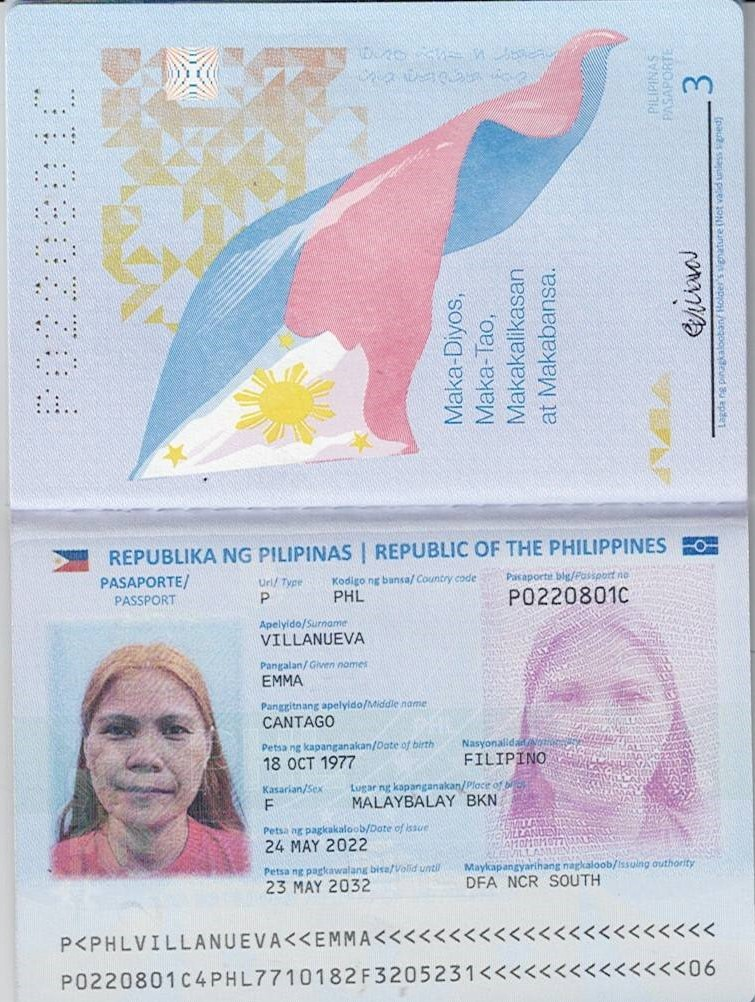 P0220801C
PILIPINAS
PASAPORTE
3
Maka-Diyos,
Maka-Tao,
Makakalikasan
at Makabansa.
Lagda ng pinagkalooban/ Holder's signature (Not valid unless signed)
REPUBLIKA NG PILIPINAS | REPUBLIC OF THE PHILIPPINES
PASAPORTE/
PASSPORT
Uri/ Type
Kodigo ng bansa/ Country code
Pasaporte blg/Passport no
P
PHL
P0220801C
Apelyido/Surname
VILLANUEVA
Pangalan/ Given names
EMMA
Panggitnang apelyido/Middle name
CANTAGO
Petsa ng kapanganakan/Date of birth
Nasyonalidad/Nationality
18 OCT 1977
FILIPINO
Kasarian/Sex
Lugar ng kapanganakan/Place of birth
F
MALAYBALAY BKN
Petsa ng pagkakaloob/Date of issue
24 MAY 2022
Petsa ng pagkawalang bisa/Valid until
Maykapangyarihang nagkaloob/Issuing authority
23 MAY 2032
DFA NCR SOUTH
P<PHLVILLANUEVA<<EMMA<<<<<<<<<<<<<<<<<<<<<<<
P0220801C4PHL7710182F3205231<<<<<<<<<<<<<<06